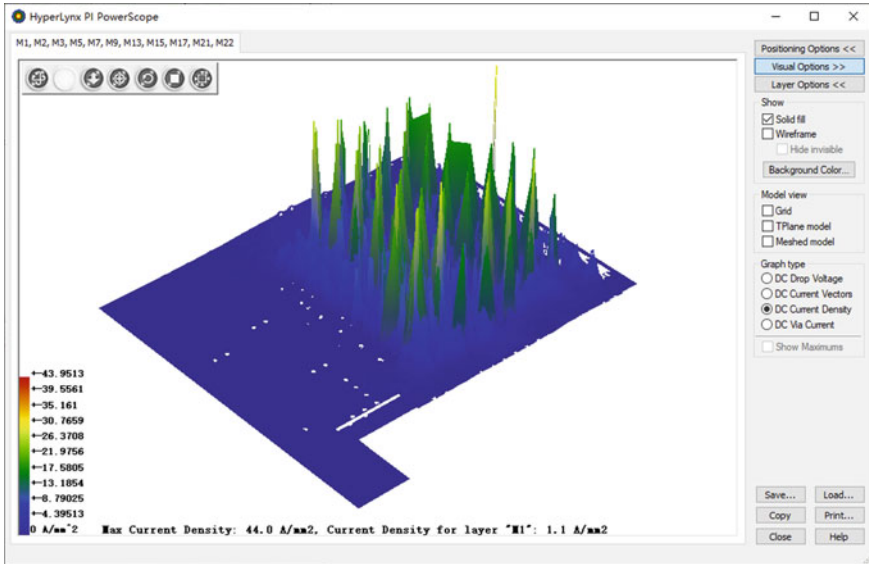 HyperLynx PI PowerScope
M1, M2, M3, M5, M7, M9, M13, M15, M17, M21, M22
Positioning Options <<
Visual Options >>
Layer Options <<
Show
Solid fill
Wireframe
Hide invisible
Background Color...
Model view
Grid
TPlane model
Meshed model
Graph type
DC Drop Voltage
DC Current Vectors
DC Current Density
DC Via Current
Show Maximums
43.9513
39.5561
35.161
30.7659
26.3708
21.9756
17.5805
13.1854
8.79025
4.39513
0 A/mm^2
Max Current Density: 44.0 A/mm2, Current Density for layer "M1": 1.1 A/mm2
Save...
Load...
Copy
Print...
Close
Help